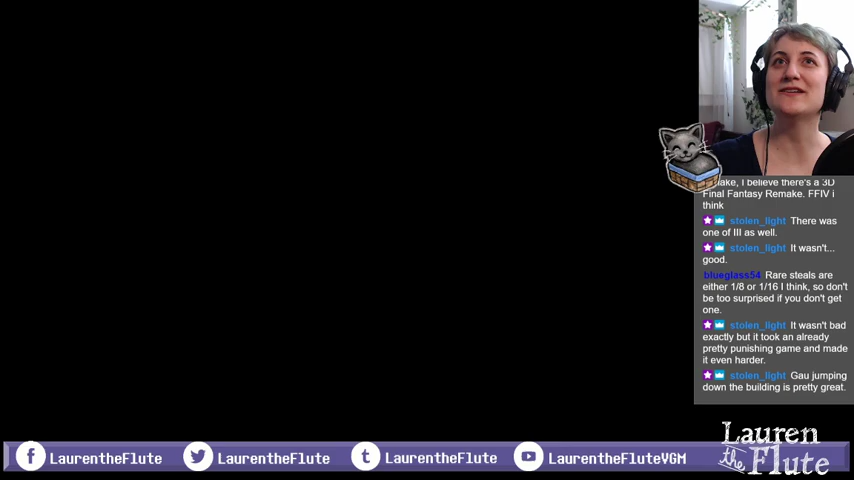 make, I believe there's a 3D
Final Fantasy Remake. FFIV i
think
stolen_light There was
one of III as well.
stolen_light It wasn't...
good.
blueglass54 Rare steals are
either 1/8 or 1/16 I think, so don't
be too surprised if you don't get
one.
stolen_light It wasn't bad
exactly but it took an already
pretty punishing game and made
it even harder.
stolen_light Gau jumping
down the building is pretty great.
Lauren
the Flute
LaurentheFlute
LaurentheFlute
LaurentheFlute
LaurentheFluteVGM